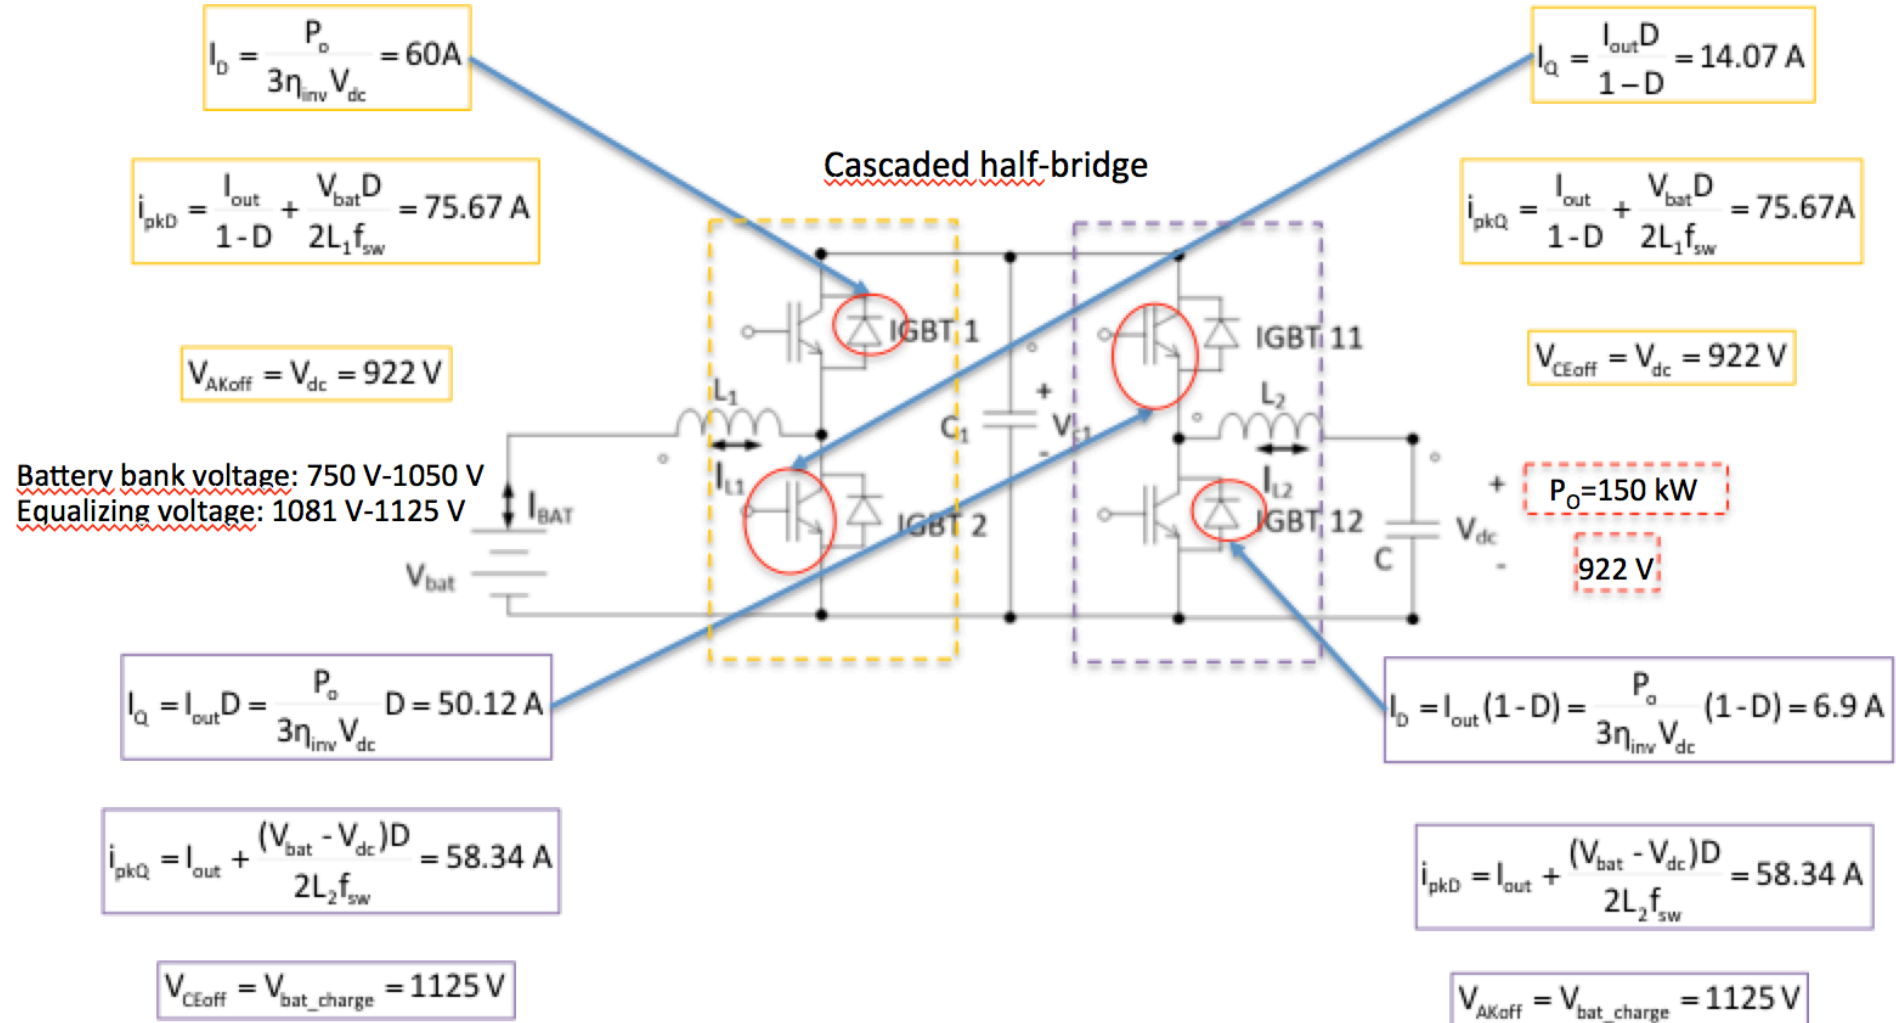 I_D = P_o / 3η_inv V_dc = 60A
I_Q = I_out D / 1 – D = 14.07 A
Cascaded half-bridge
i_pkD = I_out / 1 - D + V_bat D / 2L_1 f_sw = 75.67 A
i_pkQ = I_out / 1 - D + V_bat D / 2L_1 f_sw = 75.67A
V_AKoff = V_dc = 922 V
V_CEoff = V_dc = 922 V
IGBT 1
IGBT 11
L_1
C_1
+
V_c1
-
L_2
Battery bank voltage: 750 V-1050 V
Equalizing voltage: 1081 V-1125 V
I_BAT
I_L1
IGBT 2
I_L2
IGBT 12
V_bat
C
+
V_dc
-
P_O=150 kW
922 V
I_Q = I_out D = P_o / 3η_inv V_dc D = 50.12 A
I_D = I_out (1 - D) = P_o / 3η_inv V_dc (1 - D) = 6.9 A
i_pkQ = I_out + (V_bat - V_dc)D / 2L_2 f_sw = 58.34 A
i_pkD = I_out + (V_bat - V_dc)D / 2L_2 f_sw = 58.34 A
V_CEoff = V_bat_charge = 1125 V
V_AKoff = V_bat_charge = 1125 V